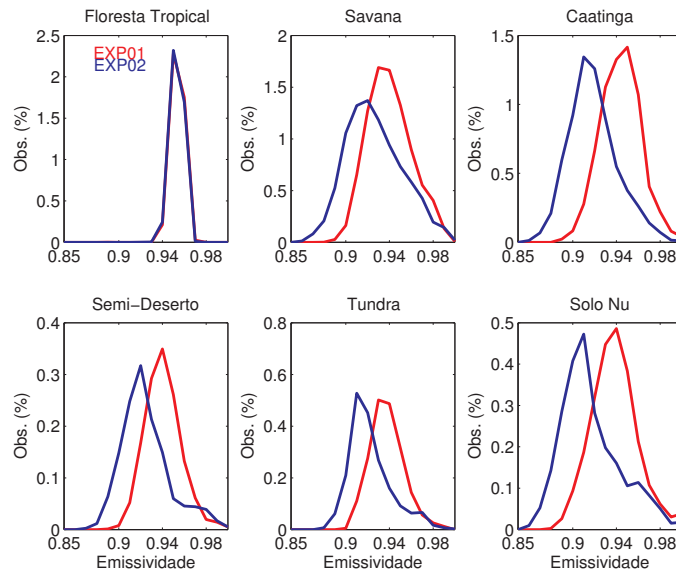 Floresta Tropical
Savana
Caatinga
2.5
2
1.5
1
0.5
0
Obs. (%)
EXP01
EXP02
0.85 0.9 0.94 0.98
2
1.5
1
0.5
0
Obs. (%)
0.85 0.9 0.94 0.98
1.5
1
0.5
0
Obs. (%)
0.85 0.9 0.94 0.98
Semi−Deserto
Tundra
Solo Nu
0.4
0.3
0.2
0.1
0
Obs. (%)
0.85 0.9 0.94 0.98
Emissividade
0.8
0.6
0.4
0.2
0
Obs. (%)
0.85 0.9 0.94 0.98
Emissividade
0.5
0.4
0.3
0.2
0.1
0
Obs. (%)
0.85 0.9 0.94 0.98
Emissividade